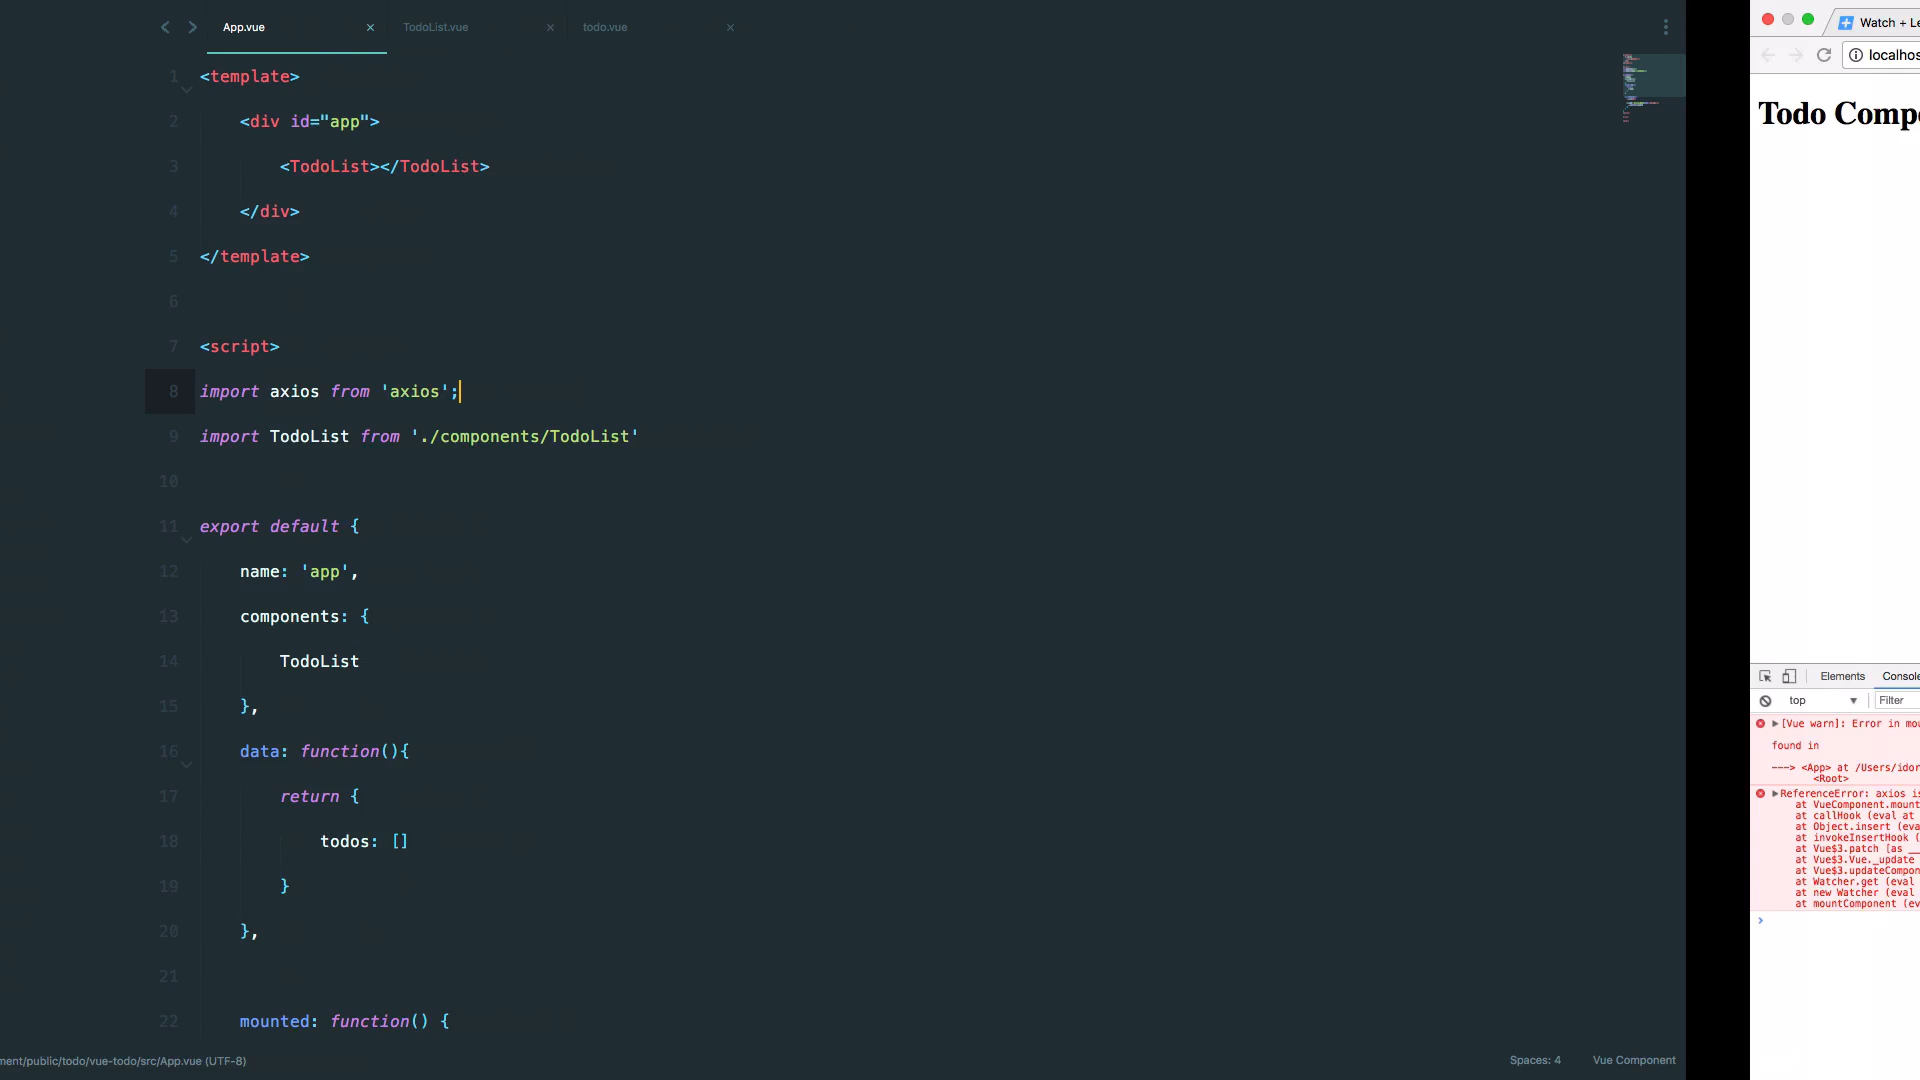 App.vue × TodoList.vue × todo.vue ×
1 <template>
2 <div id="app">
3 <TodoList></TodoList>
4 </div>
5 </template>
6
7 <script>
8 import axios from 'axios';
9 import TodoList from './components/TodoList'
10
11 export default {
12 name: 'app',
13 components: {
14 TodoList
15 },
16 data: function(){
17 return {
18 todos: []
19 }
20 },
21
22 mounted: function() {
ment/public/todo/vue-todo/src/App.vue (UTF-8)
Spaces: 4 Vue Component
Watch + Le
localhos
Todo Compo
Elements Console
top Filter
[Vue warn]: Error in mou
found in
---> <App> at /Users/idor
<Root>
ReferenceError: axios is
at VueComponent.mount
at callHook (eval at
at Object.insert (eva
at invokeInsertHook (
at Vue$3.patch [as __
at Vue$3.Vue._update
at Vue$3.updateCompon
at Watcher.get (eval
at new Watcher (eval
at mountComponent (ev